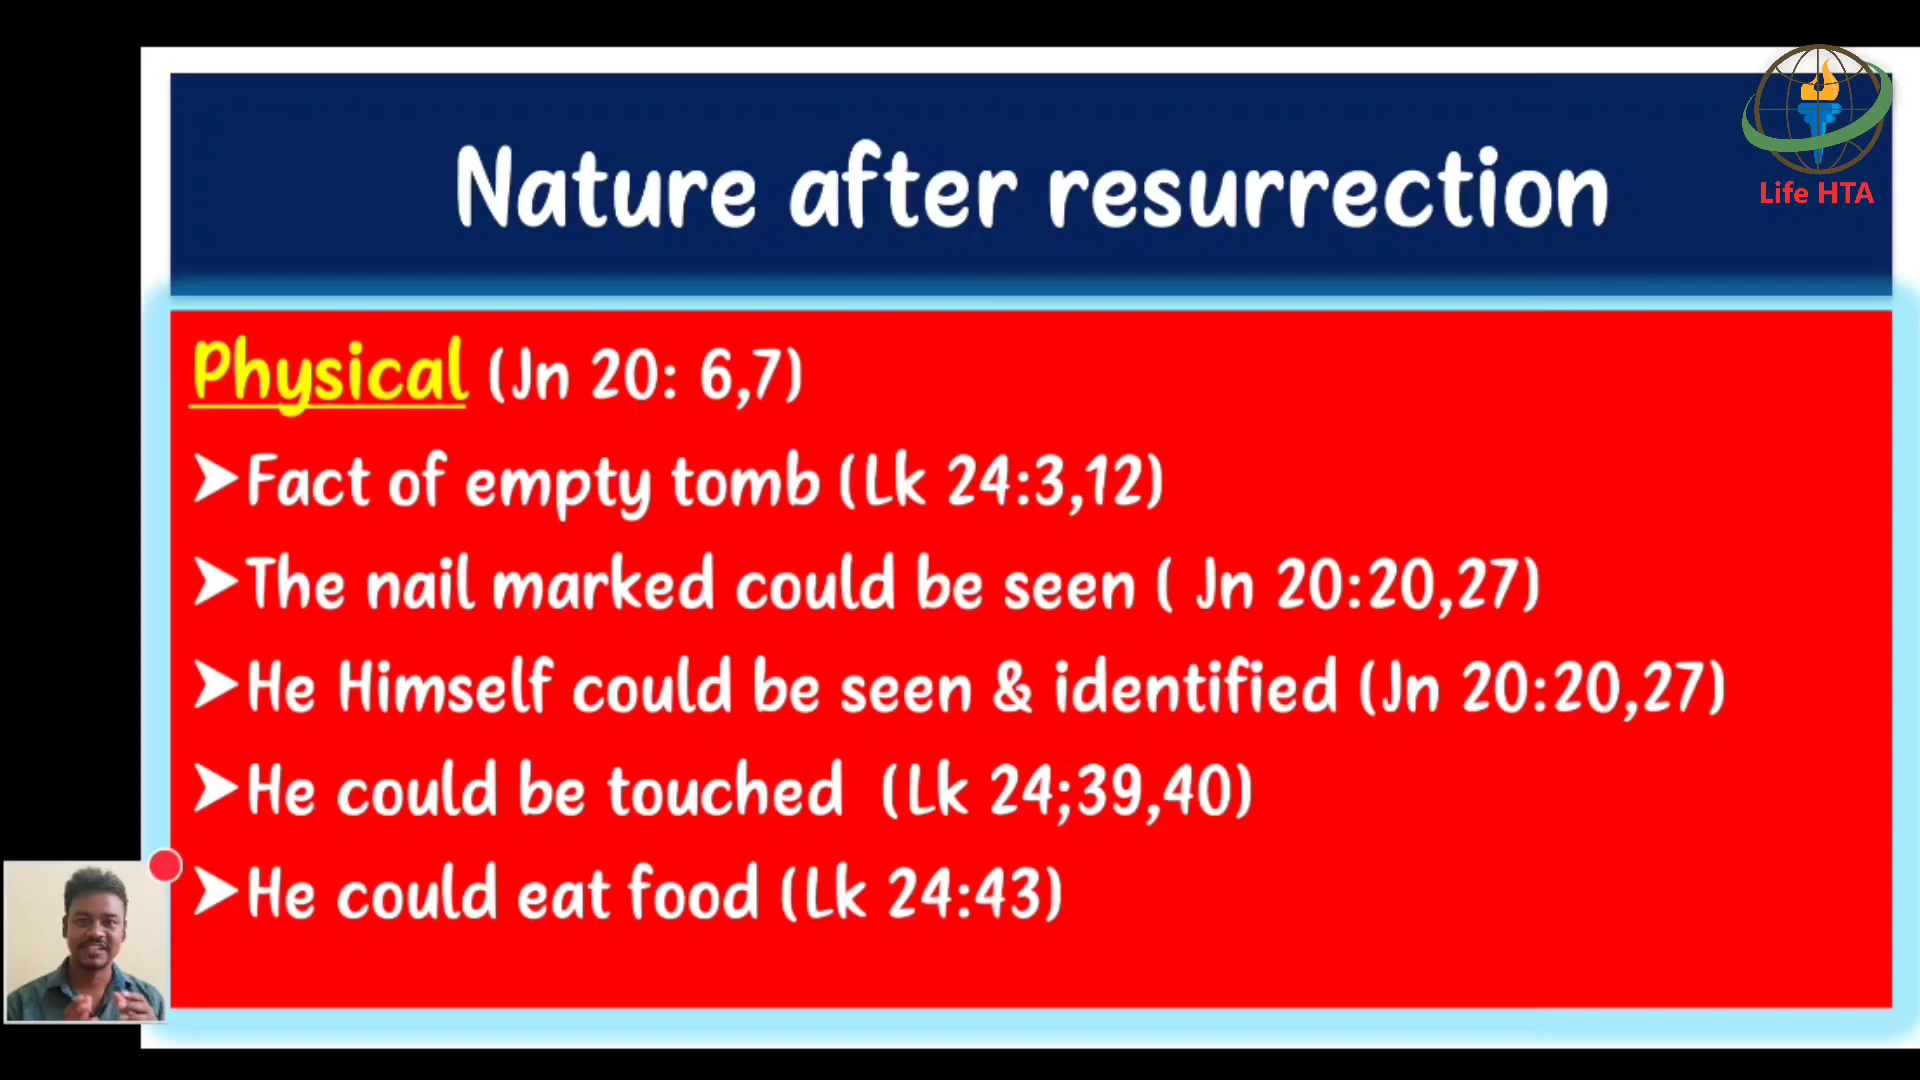 Life HTA
Nature after resurrection
Physical (Jn 20: 6,7)
➤Fact of empty tomb (Lk 24:3,12)
➤The nail marked could be seen ( Jn 20:20,27)
➤He Himself could be seen & identified (Jn 20:20,27)
➤He could be touched (Lk 24;39,40)
➤He could eat food (Lk 24:43)